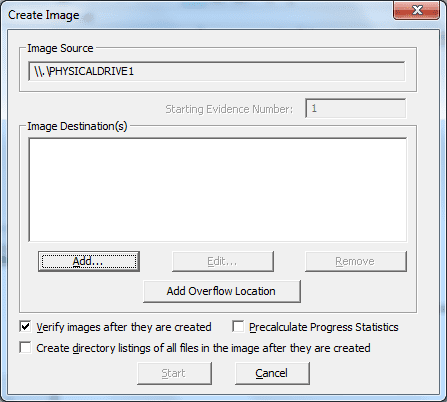 Create Image
Image Source
\\.\PHYSICALDRIVE1
Starting Evidence Number: 1
Image Destination(s)
Add... Edit... Remove
Add Overflow Location
Verify images after they are created Precalculate Progress Statistics
Create directory listings of all files in the image after they are created
Start Cancel